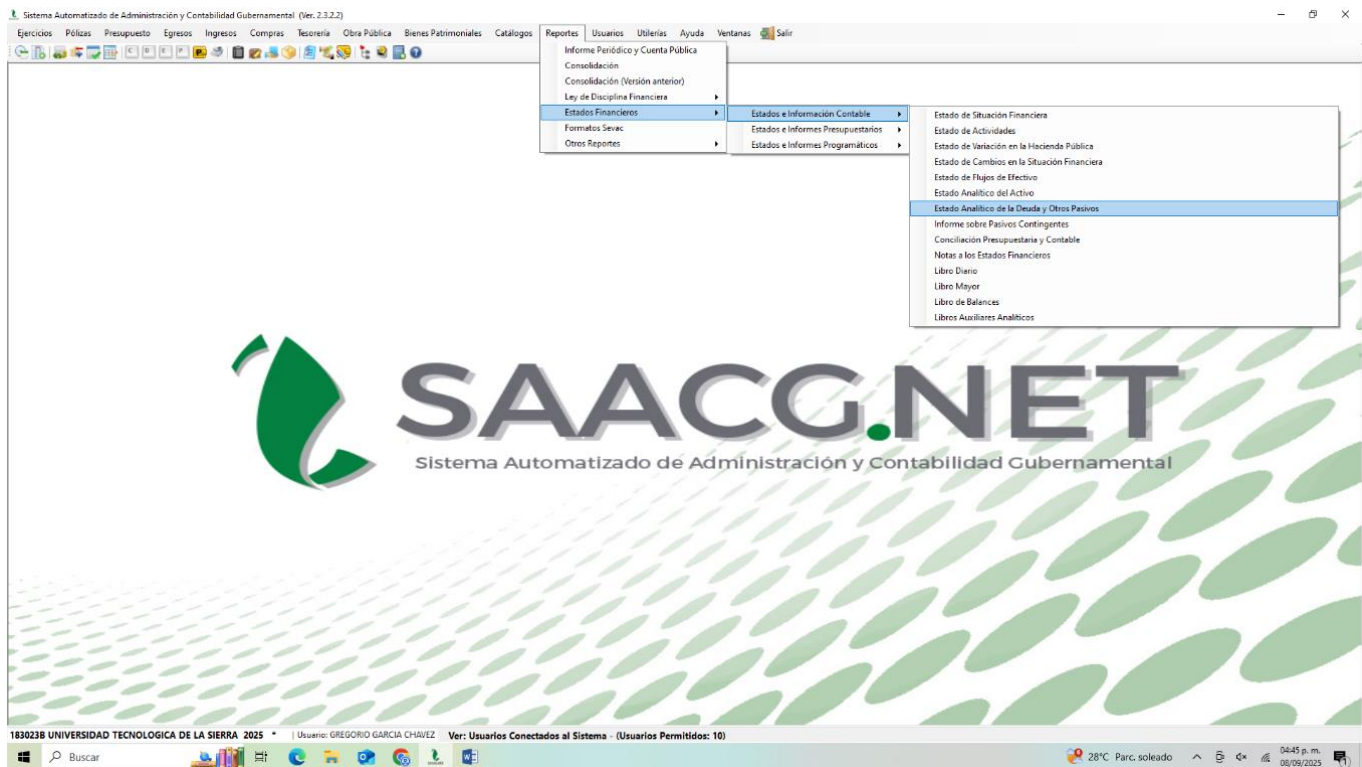 Sistema Automatizado de Administración y Contabilidad Gubernamental (Ver. 2.3.2.2)
Ejercicios Pólizas Presupuesto Egresos Ingresos Compras Tesorería Obra Pública Bienes Patrimoniales Catálogos Reportes Usuarios Utilerías Ayuda Ventanas Salir
C D E P P
Informe Periódico y Cuenta Pública
Consolidación
Consolidación (Versión anterior)
Ley de Disciplina Financiera
Estados Financieros
Formatos Sevac
Otros Reportes
Estados e Información Contable
Estados e Informes Presupuestarios
Estados e Informes Programáticos
Estado de Situación Financiera
Estado de Actividades
Estado de Variación en la Hacienda Pública
Estado de Cambios en la Situación Financiera
Estado de Flujos de Efectivo
Estado Analítico del Activo
Estado Analítico de la Deuda y Otros Pasivos
Informe sobre Pasivos Contingentes
Conciliación Presupuestaria y Contable
Notas a los Estados Financieros
Libro Diario
Libro Mayor
Libro de Balances
Libros Auxiliares Analíticos
SAACG.NET
Sistema Automatizado de Administración y Contabilidad Gubernamental
183023B UNIVERSIDAD TECNOLOGICA DE LA SIERRA 2025 * | Usuario: GREGORIO GARCIA CHAVEZ Ver: Usuarios Conectados al Sistema - (Usuarios Permitidos: 10)
Buscar
28°C Parc. soleado
04:45 p. m.
08/09/2025